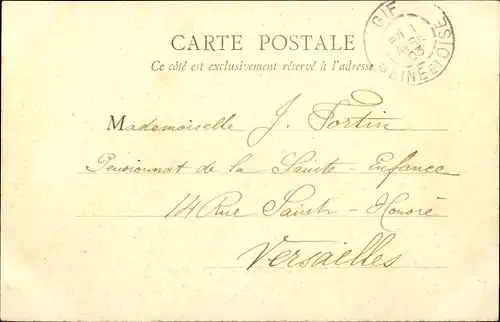 CARTE POSTALE
Ce côté est exclusivement réservé à l'adresse
GIF
SEINE ET OISE
03
Mademoiselle J. Fortin
Pensionnat de la Sainte-Enfance
14 Rue Saint-Honoré
Versailles